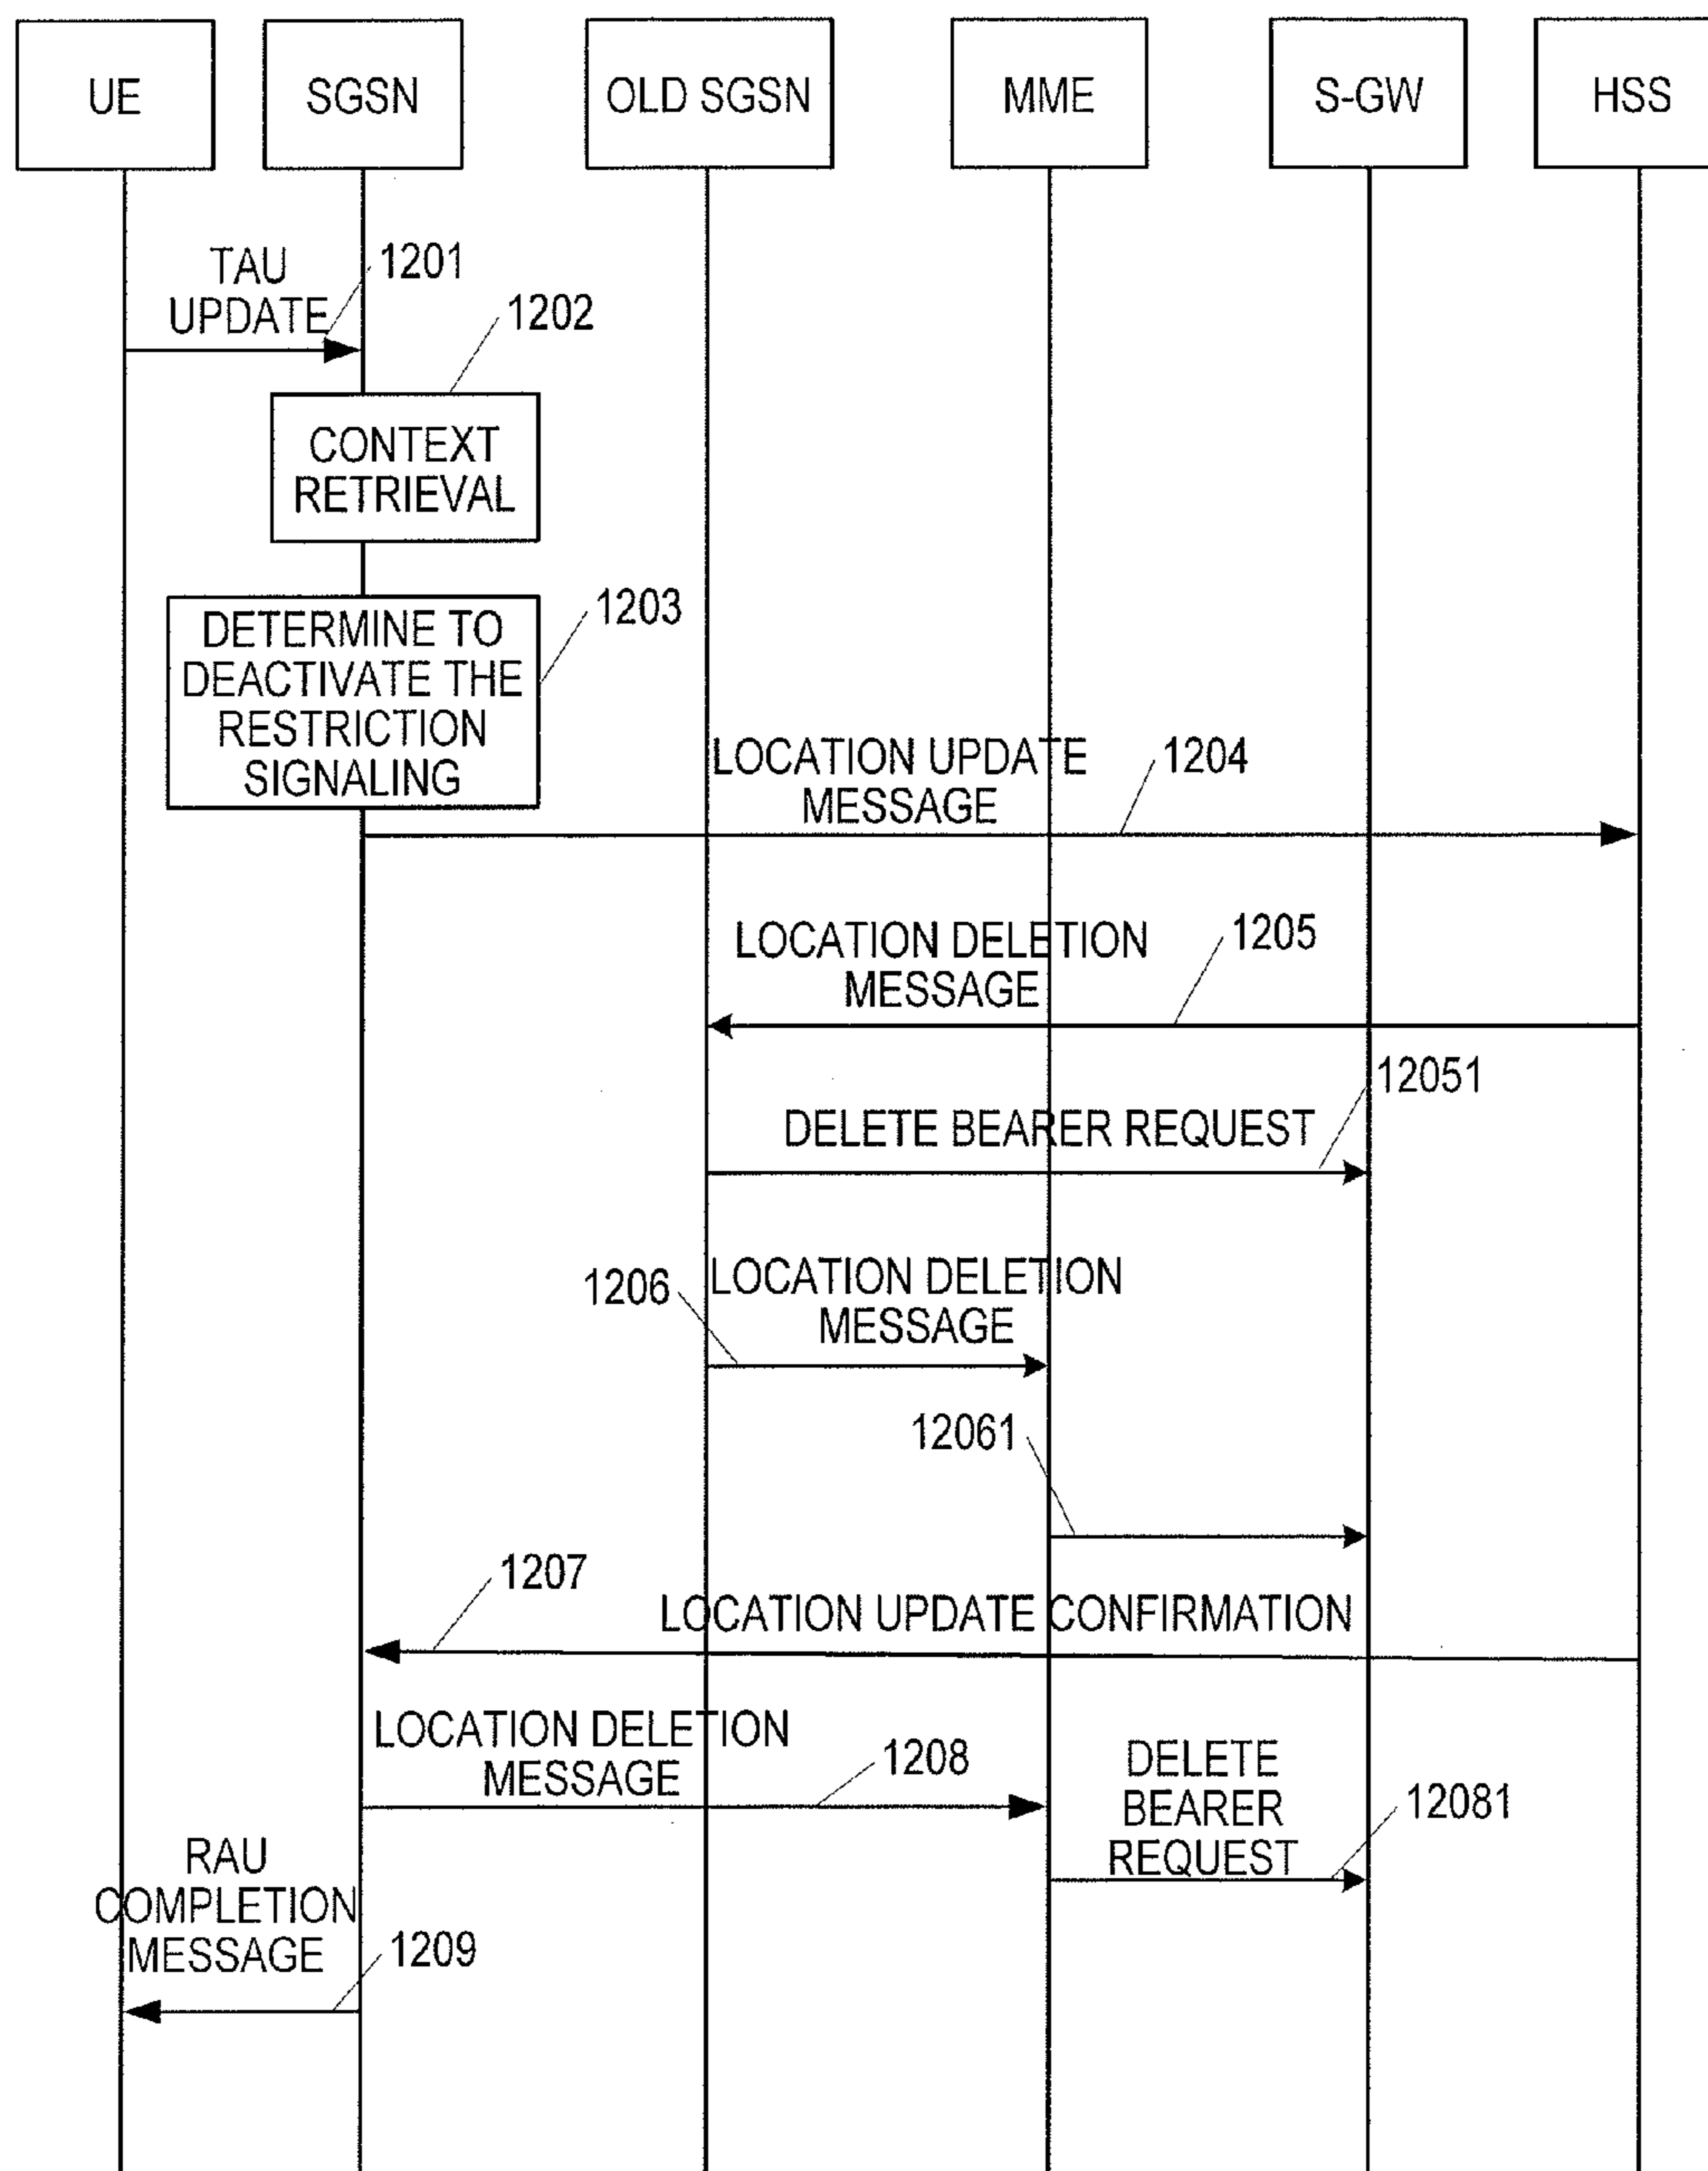 UE
SGSN
OLD SGSN
MME
S-GW
HSS
TAU
UPDATE
1201
1202
CONTEXT
RETRIEVAL
1203
DETERMINE TO
DEACTIVATE THE
RESTRICTION
SIGNALING
LOCATION UPDATE
MESSAGE
1204
LOCATION DELETION
MESSAGE
1205
12051
DELETE BEARER REQUEST
1206
LOCATION DELETION
MESSAGE
12061
1207
LOCATION UPDATE CONFIRMATION
LOCATION DELETION
MESSAGE
1208
DELETE
BEARER
REQUEST
12081
RAU
COMPLETION
MESSAGE
1209